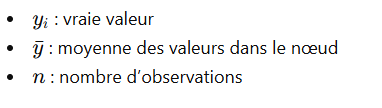 • yᵢ : vraie valeur
• ȳ : moyenne des valeurs dans le nœud
• n : nombre d’observations